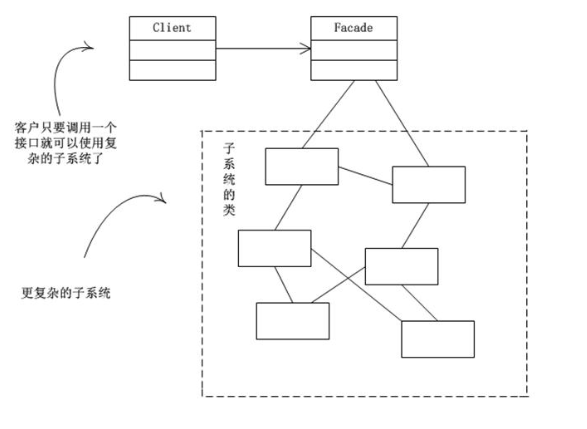 Client
Facade
客户只要调用一个
接口就可以使用复
杂的子系统了
子
系
统
的
类
更复杂的子系统